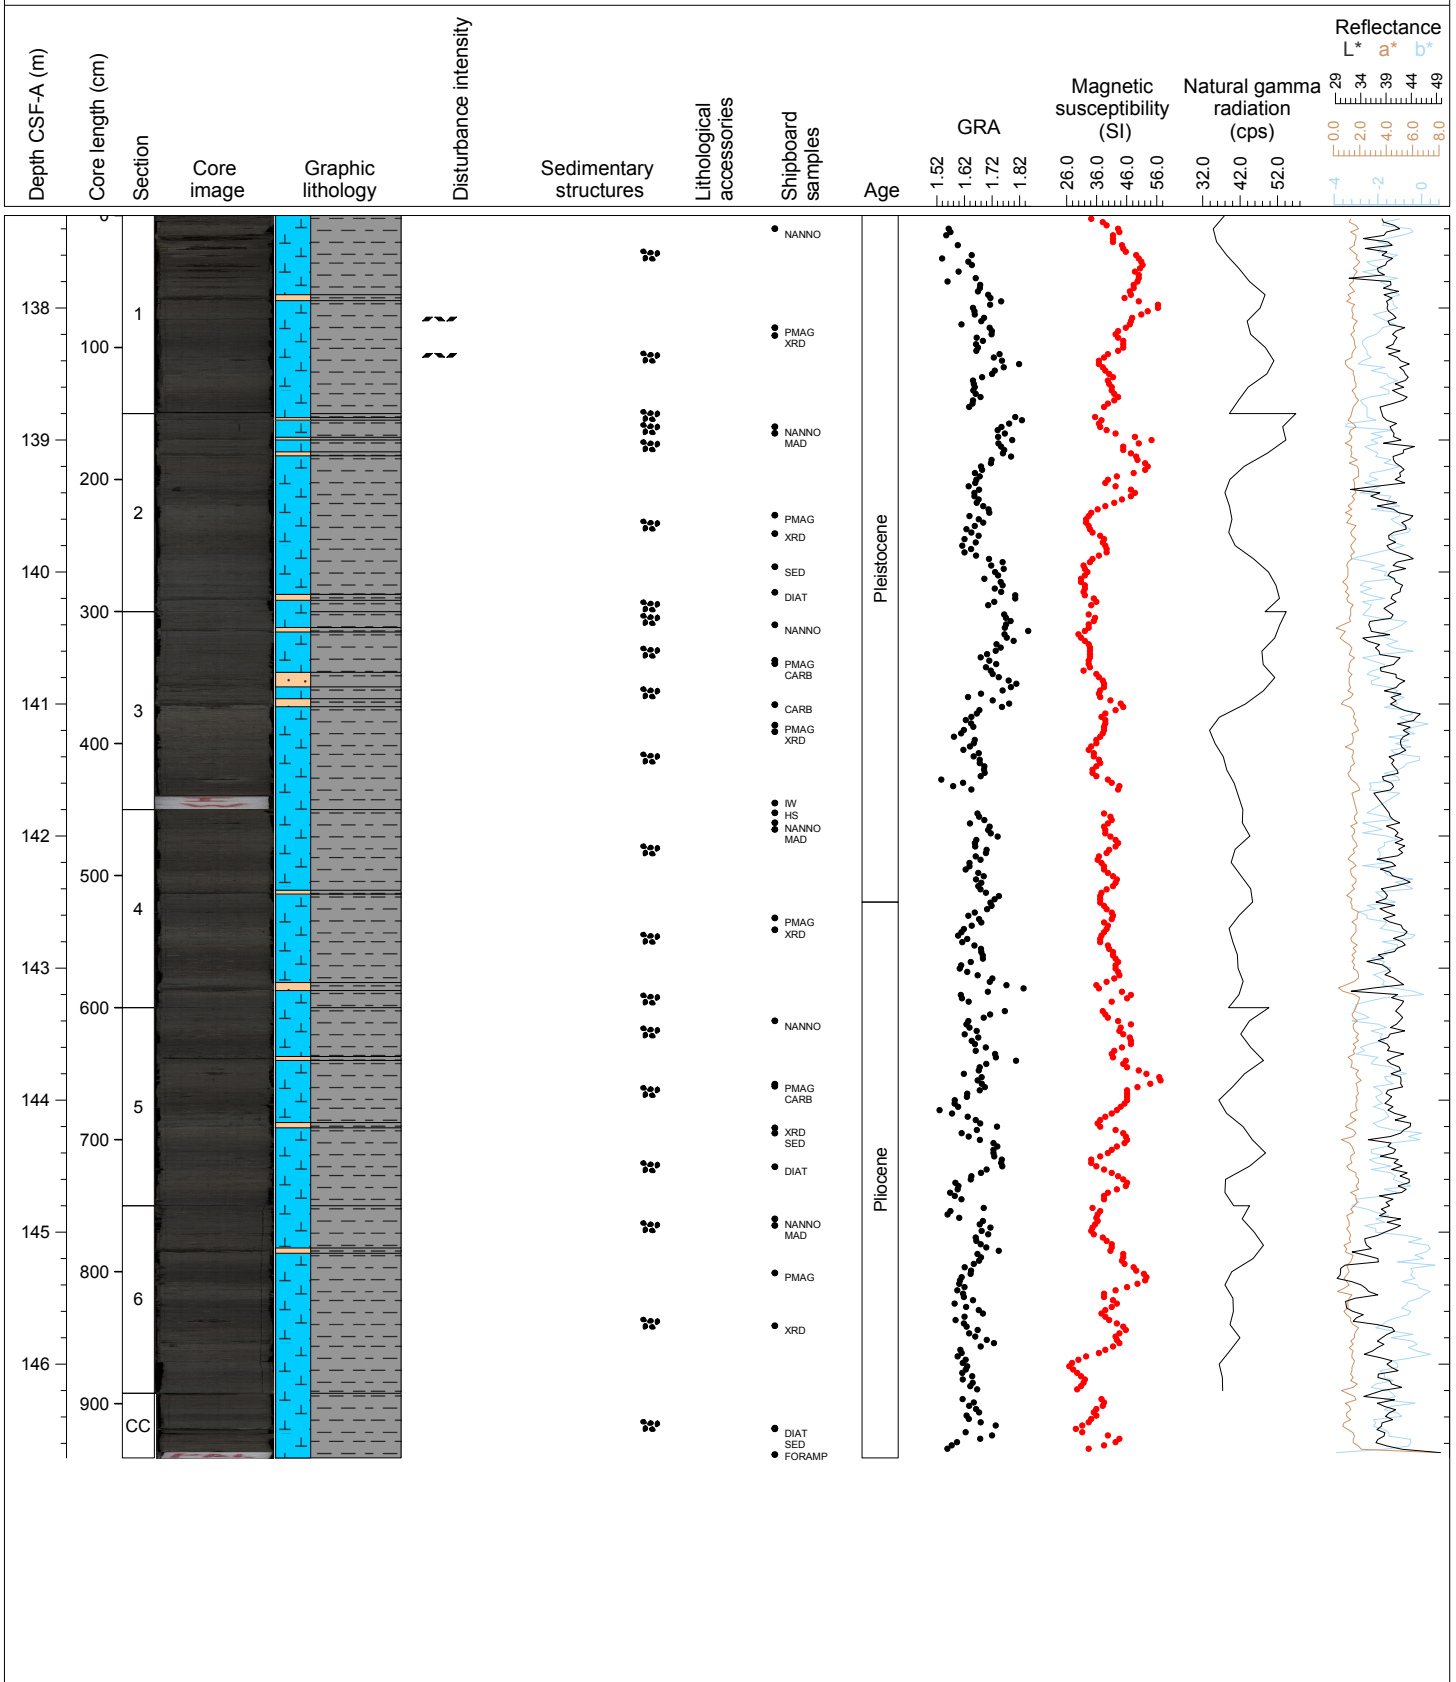 Depth CSF-A (m)
Core length (cm)
Section
Core
image
Graphic
lithology
Disturbance intensity
Sedimentary
structures
Lithological
accessories
Shipboard
samples
Age
GRA
1.52 1.62 1.72 1.82
Magnetic
susceptibility
(SI)
26.0 36.0 46.0 56.0
Natural gamma
radiation
(cps)
32.0 42.0 52.0
Reflectance
L* a* b*
29 34 39 44 49
0.0 2.0 4.0 6.0 8.0
-4 -2 0
138
139
140
141
142
143
144
145
146
0
100
200
300
400
500
600
700
800
900
1
2
3
4
5
6
CC
NANNO
PMAG
XRD
NANNO
MAD
PMAG
XRD
SED
DIAT
NANNO
PMAG
CARB
CARB
PMAG
XRD
IW
HS
NANNO
MAD
PMAG
XRD
NANNO
PMAG
CARB
XRD
SED
DIAT
NANNO
MAD
PMAG
XRD
DIAT
SED
FORAMP
Pleistocene
Pliocene